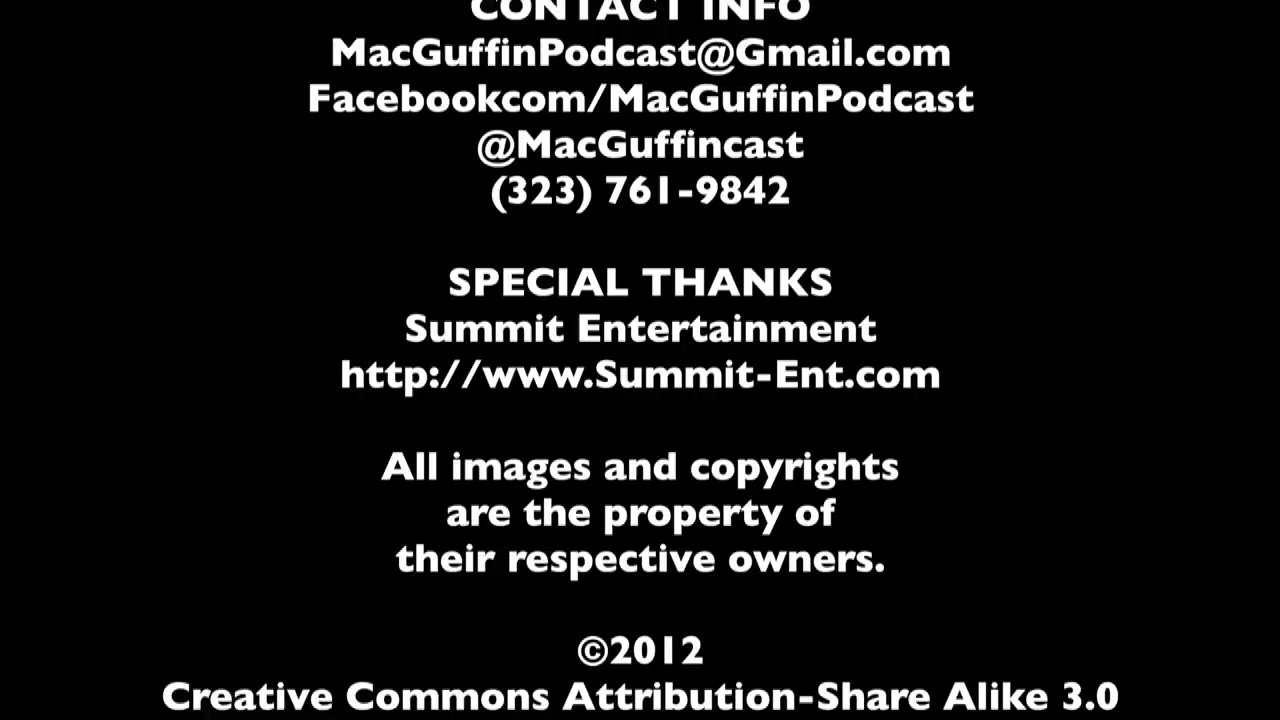 CONTACT INFO
MacGuffinPodcast@Gmail.com
Facebookcom/MacGuffinPodcast
@MacGuffincast
(323) 761-9842
SPECIAL THANKS
Summit Entertainment
http://www.Summit-Ent.com
All images and copyrights
are the property of
their respective owners.
©2012
Creative Commons Attribution-Share Alike 3.0